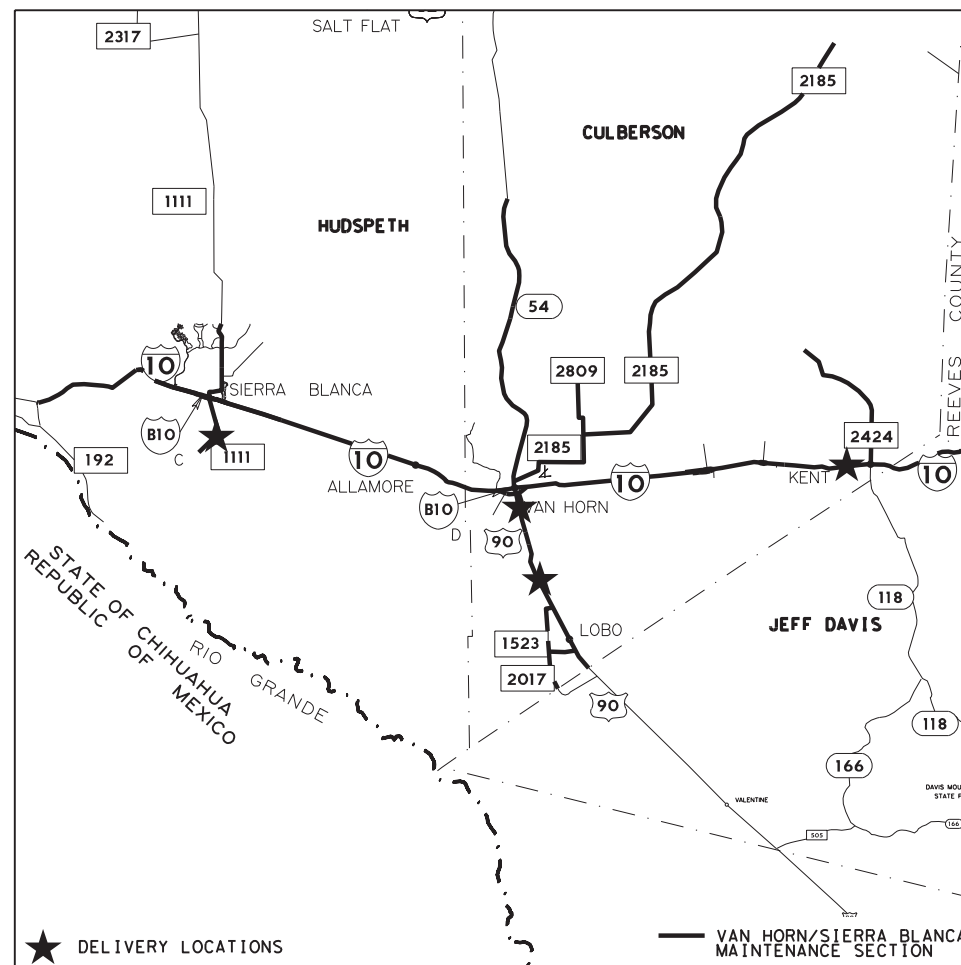 SALT FLAT
2317
2185
CULBERSON
1111
HUDSPETH
REEVES COUNTY
54
10
2809
2185
SIERRA BLANCA
B10
C
1111
192
2185
2424
10
ALLAMORE
10
KENT
10
B10
VAN HORN
D
90
STATE OF CHIHUAHUA
REPUBLIC OF MEXICO
118
JEFF DAVIS
LOBO
1523
RIO GRANDE
2017
90
118
166
DAVIS MOU
STATE P
VALENTINE
505
166
DELIVERY LOCATIONS
VAN HORN/SIERRA BLANCA
MAINTENANCE SECTION